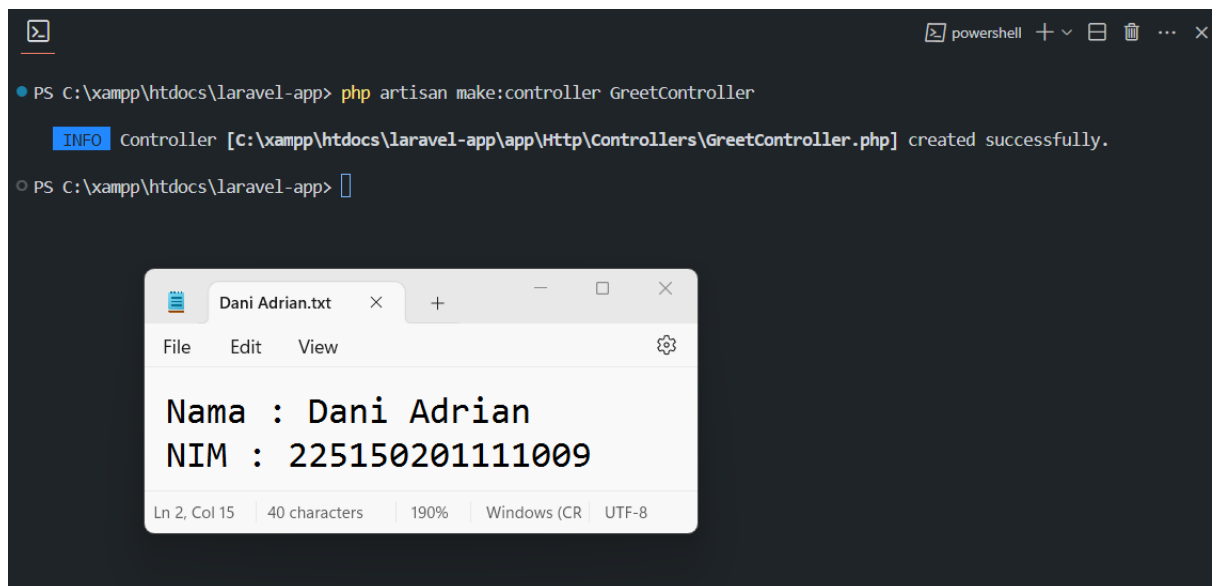 powershell
PS C:\xampp\htdocs\laravel-app> php artisan make:controller GreetController
INFO Controller [C:\xampp\htdocs\laravel-app\app\Http\Controllers\GreetController.php] created successfully.
PS C:\xampp\htdocs\laravel-app>
Dani Adrian.txt
File Edit View
Nama : Dani Adrian
NIM : 225150201111009
Ln 2, Col 15 40 characters 190% Windows (CR UTF-8